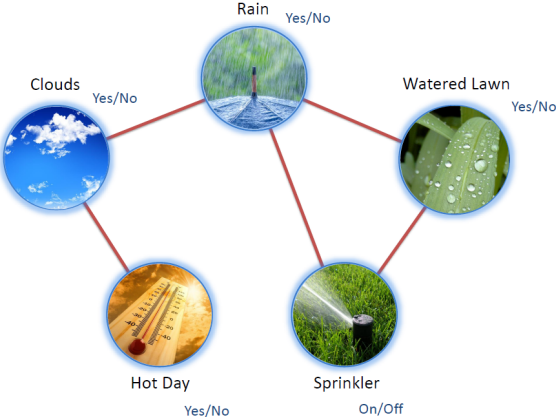 Rain
Yes/No
Clouds
Yes/No
Watered Lawn
Yes/No
Hot Day
Yes/No
Sprinkler
On/Off